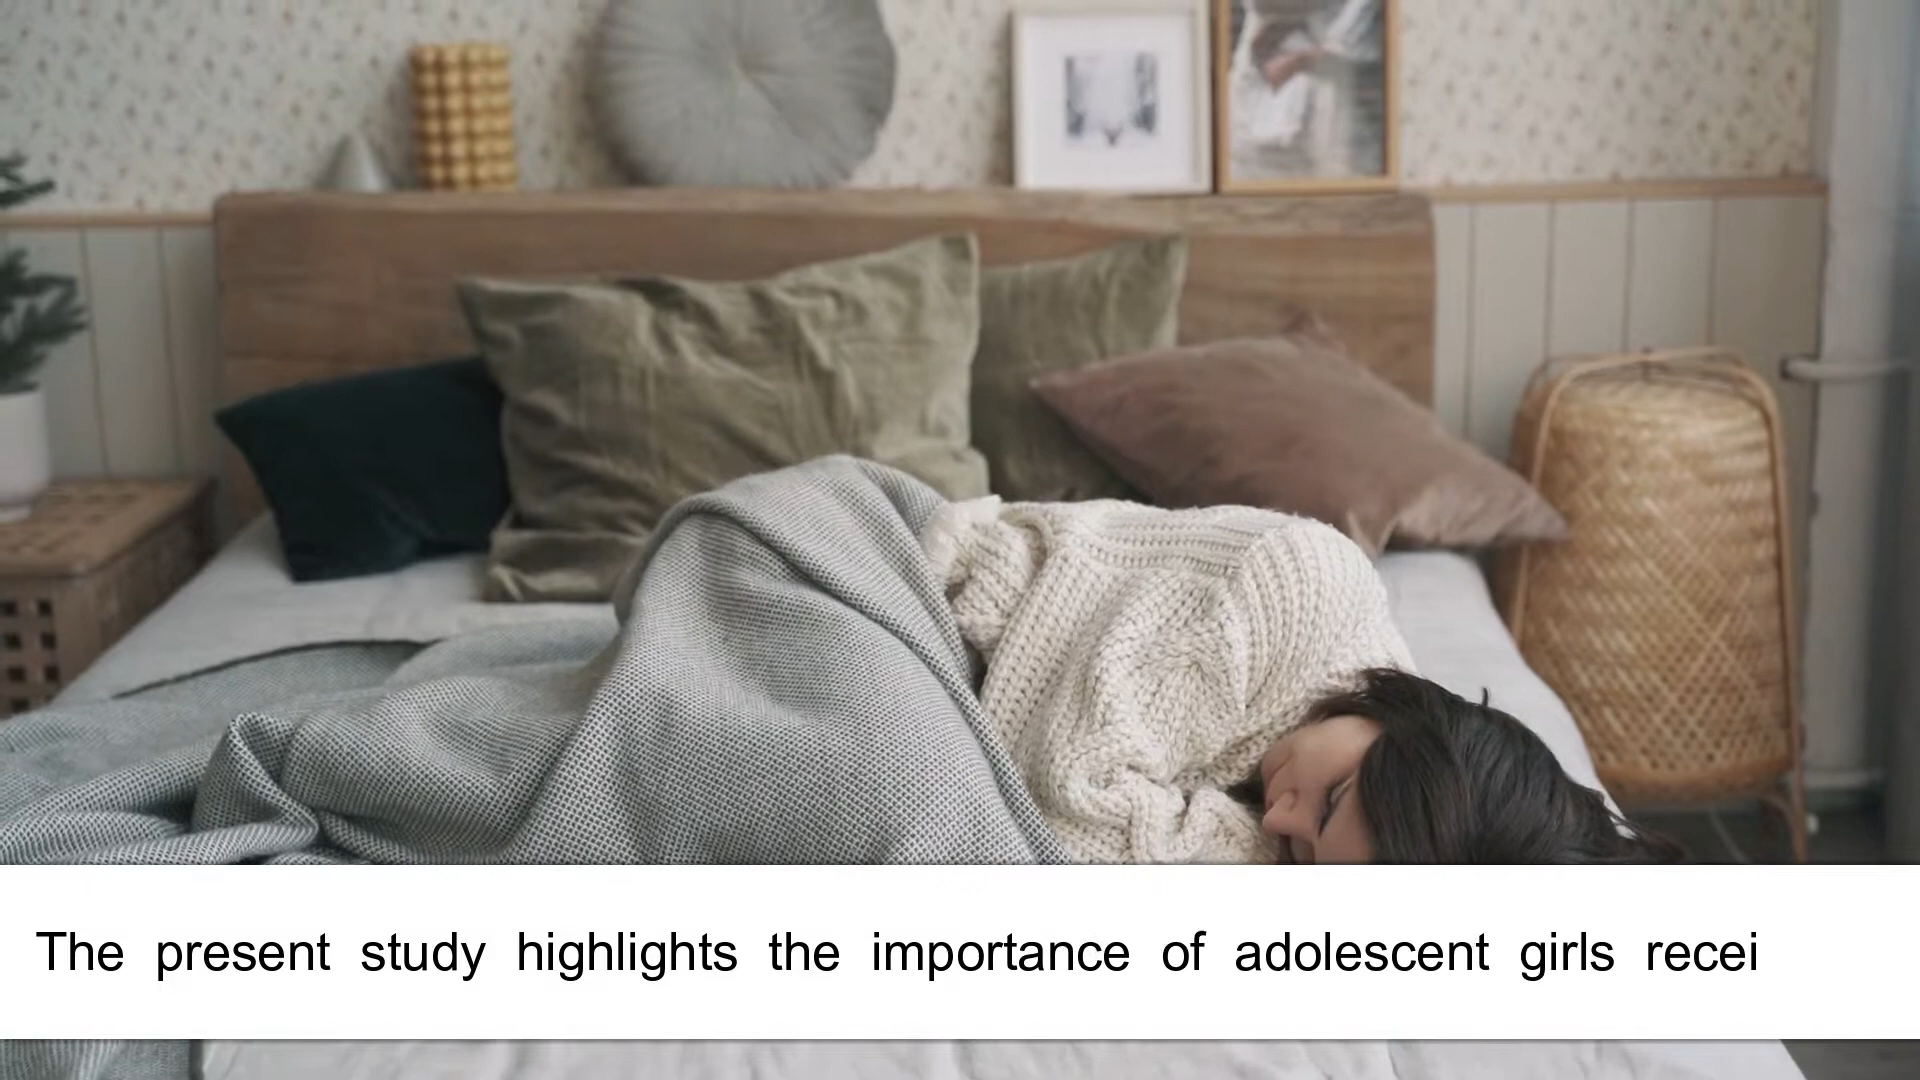 The present study highlights the importance of adolescent girls recei